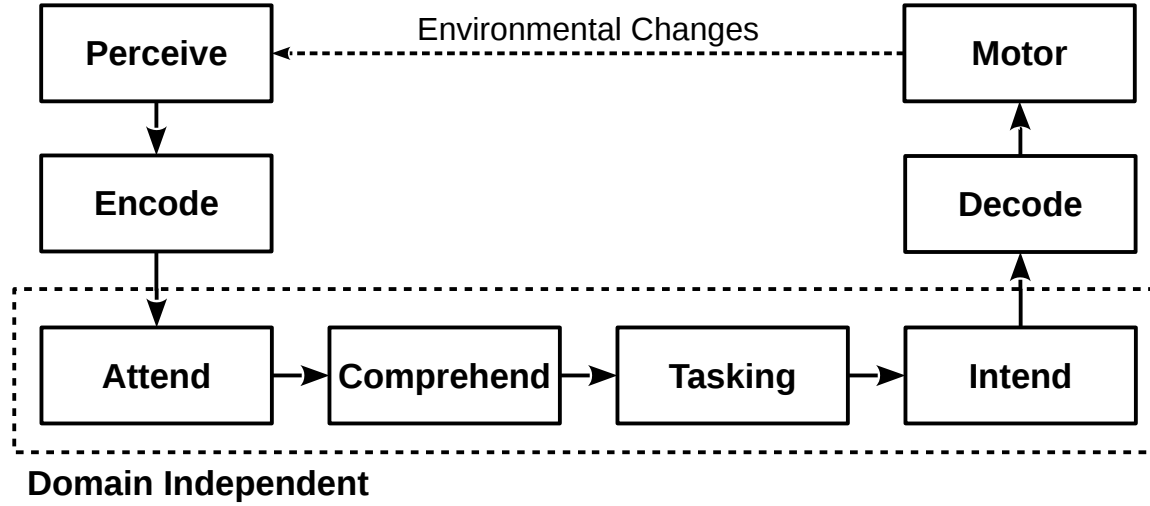 Perceive
Environmental Changes
Motor
Encode
Decode
Attend
Comprehend
Tasking
Intend
Domain Independent